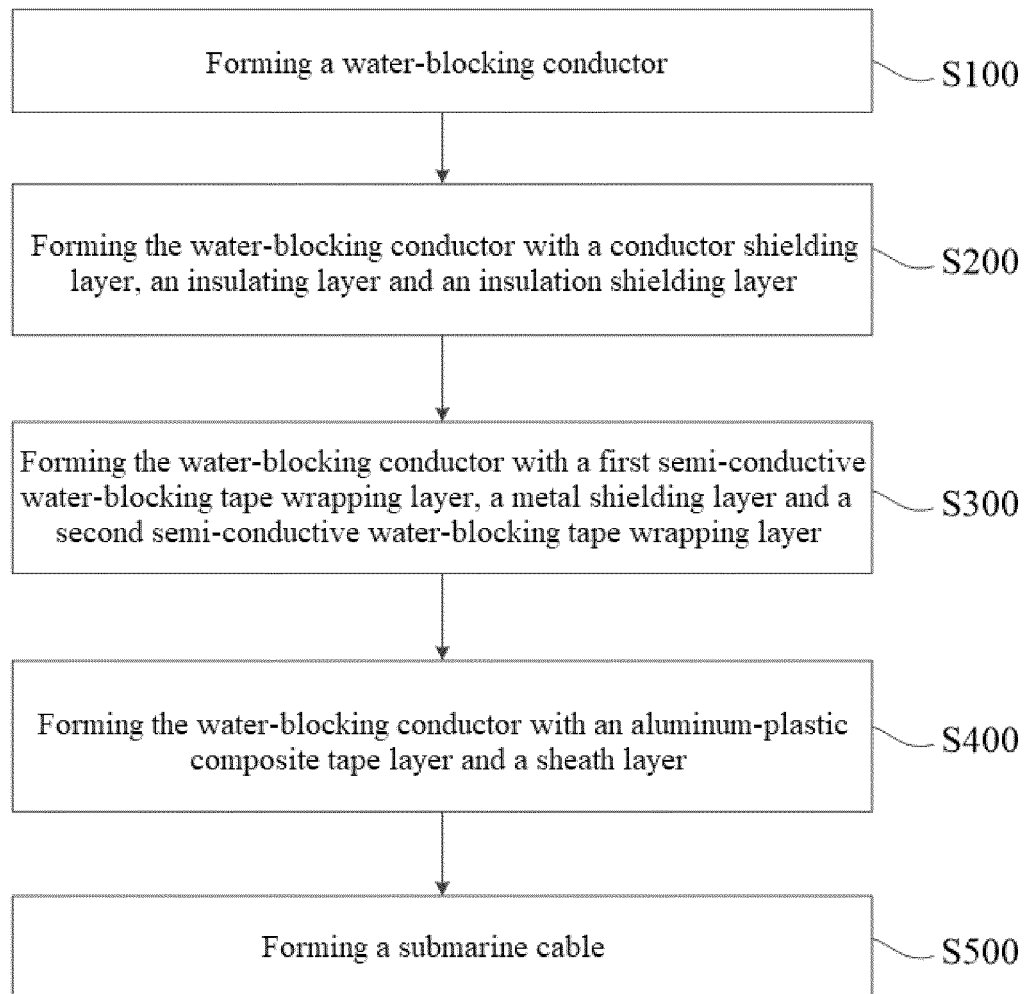 Forming a water-blocking conductor
S100
Forming the water-blocking conductor with a conductor shielding
layer, an insulating layer and an insulation shielding layer
S200
Forming the water-blocking conductor with a first semi-conductive
water-blocking tape wrapping layer, a metal shielding layer and a
second semi-conductive water-blocking tape wrapping layer
S300
Forming the water-blocking conductor with an aluminum-plastic
composite tape layer and a sheath layer
S400
Forming a submarine cable
S500